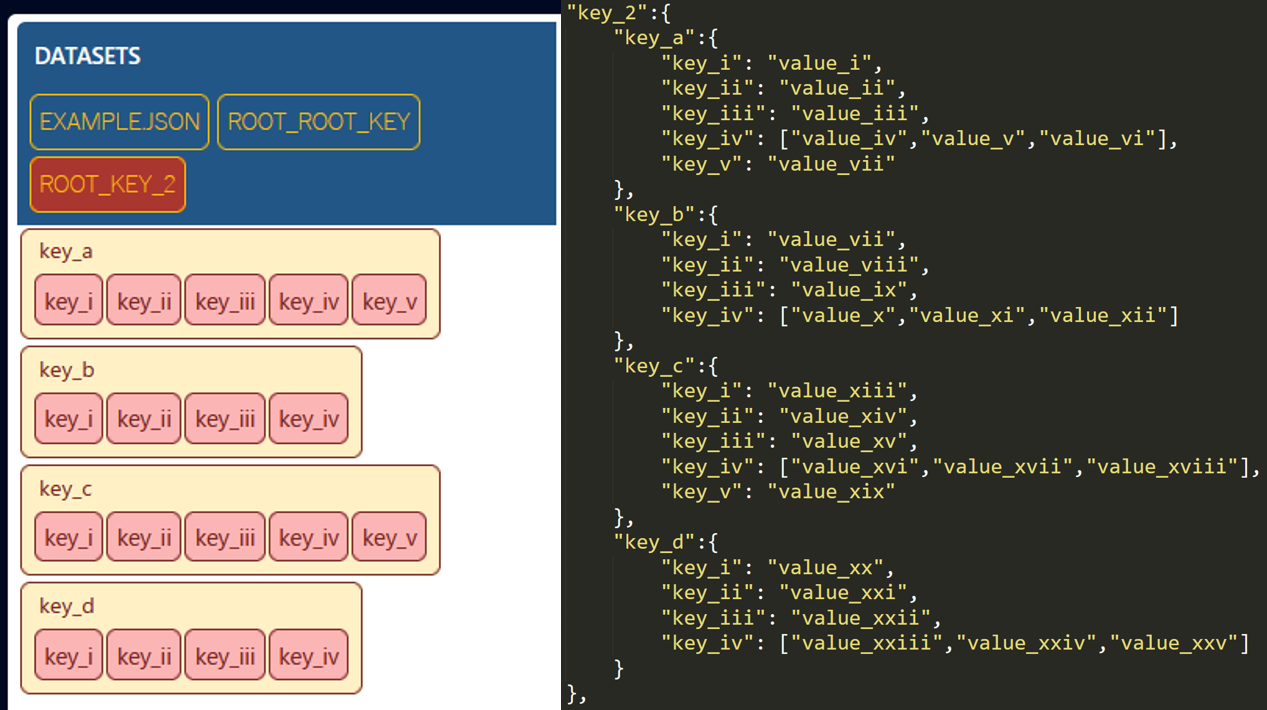 DATASETS
EXAMPLE.JSON ROOT_ROOT_KEY
ROOT_KEY_2
key_a
key_i key_ii key_iii key_iv key_v
key_b
key_i key_ii key_iii key_iv
key_c
key_i key_ii key_iii key_iv key_v
key_d
key_i key_ii key_iii key_iv
"key_2":{
"key_a":{
"key_i": "value_i",
"key_ii": "value_ii",
"key_iii": "value_iii",
"key_iv": ["value_iv","value_v","value_vi"],
"key_v": "value_vii"
},
"key_b":{
"key_i": "value_vii",
"key_ii": "value_viii",
"key_iii": "value_ix",
"key_iv": ["value_x","value_xi","value_xii"]
},
"key_c":{
"key_i": "value_xiii",
"key_ii": "value_xiv",
"key_iii": "value_xv",
"key_iv": ["value_xvi","value_xvii","value_xviii"],
"key_v": "value_xix"
},
"key_d":{
"key_i": "value_xx",
"key_ii": "value_xxi",
"key_iii": "value_xxii",
"key_iv": ["value_xxiii","value_xxiv","value_xxv"]
}
},